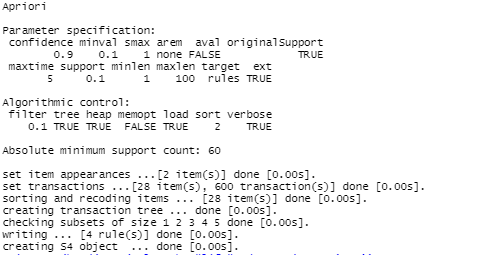 Apriori
Parameter specification:
confidence minval smax arem aval originalSupport
0.9 0.1 1 none FALSE TRUE
maxtime support minlen maxlen target ext
5 0.1 1 100 rules TRUE
Algorithmic control:
filter tree heap memopt load sort verbose
0.1 TRUE TRUE FALSE TRUE 2 TRUE
Absolute minimum support count: 60
set item appearances ...[2 item(s)] done [0.00s].
set transactions ...[28 item(s), 600 transaction(s)] done [0.00s].
sorting and recoding items ... [28 item(s)] done [0.00s].
creating transaction tree ... done [0.00s].
checking subsets of size 1 2 3 4 5 done [0.00s].
writing ... [4 rule(s)] done [0.00s].
creating S4 object ... done [0.00s].